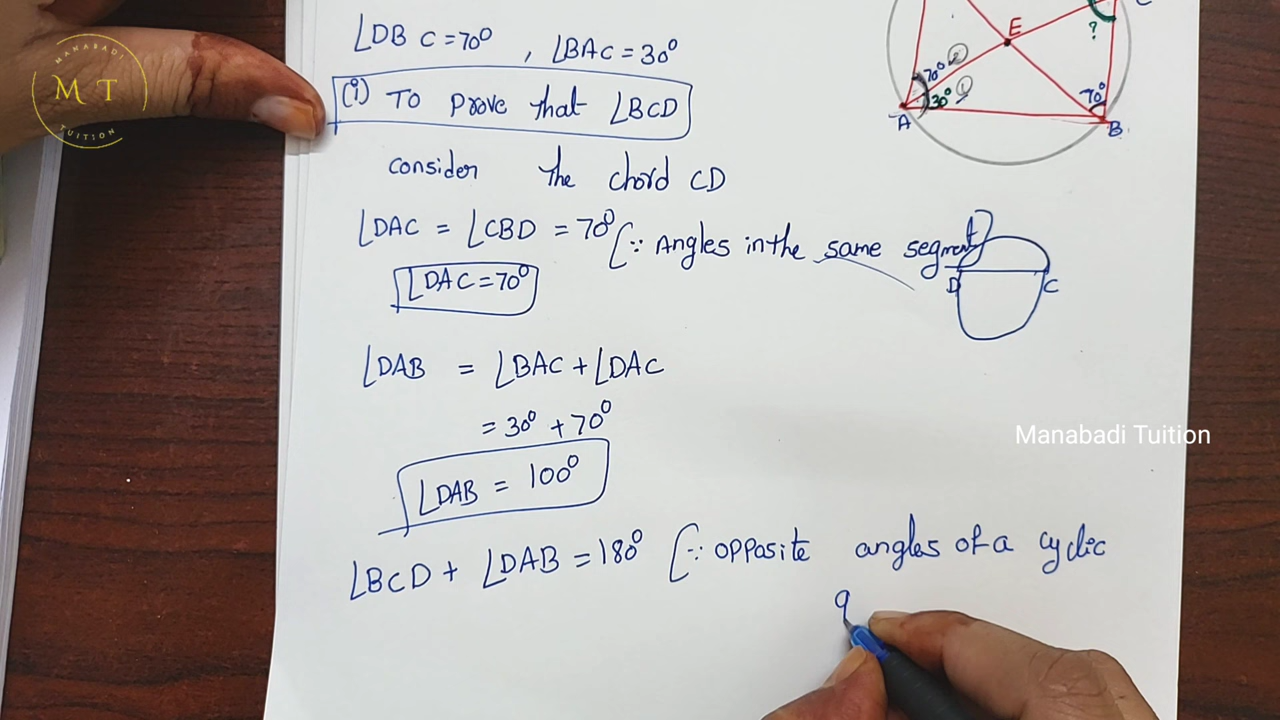 ∠DBC = 70° , ∠BAC = 30°
(i) To prove that ∠BCD
consider the chord CD
∠DAC = ∠CBD = 70° [∵ Angles in the same segment]
∠DAC = 70°
∠DAB = ∠BAC + ∠DAC
= 30° + 70°
∠DAB = 100°
∠BCD + ∠DAB = 180° [∵ opposite angles of a cyclic
q
E
?
70° 2
30° 1
70°
A
B
D C
MANABADI
M T
TUITION
Manabadi Tuition